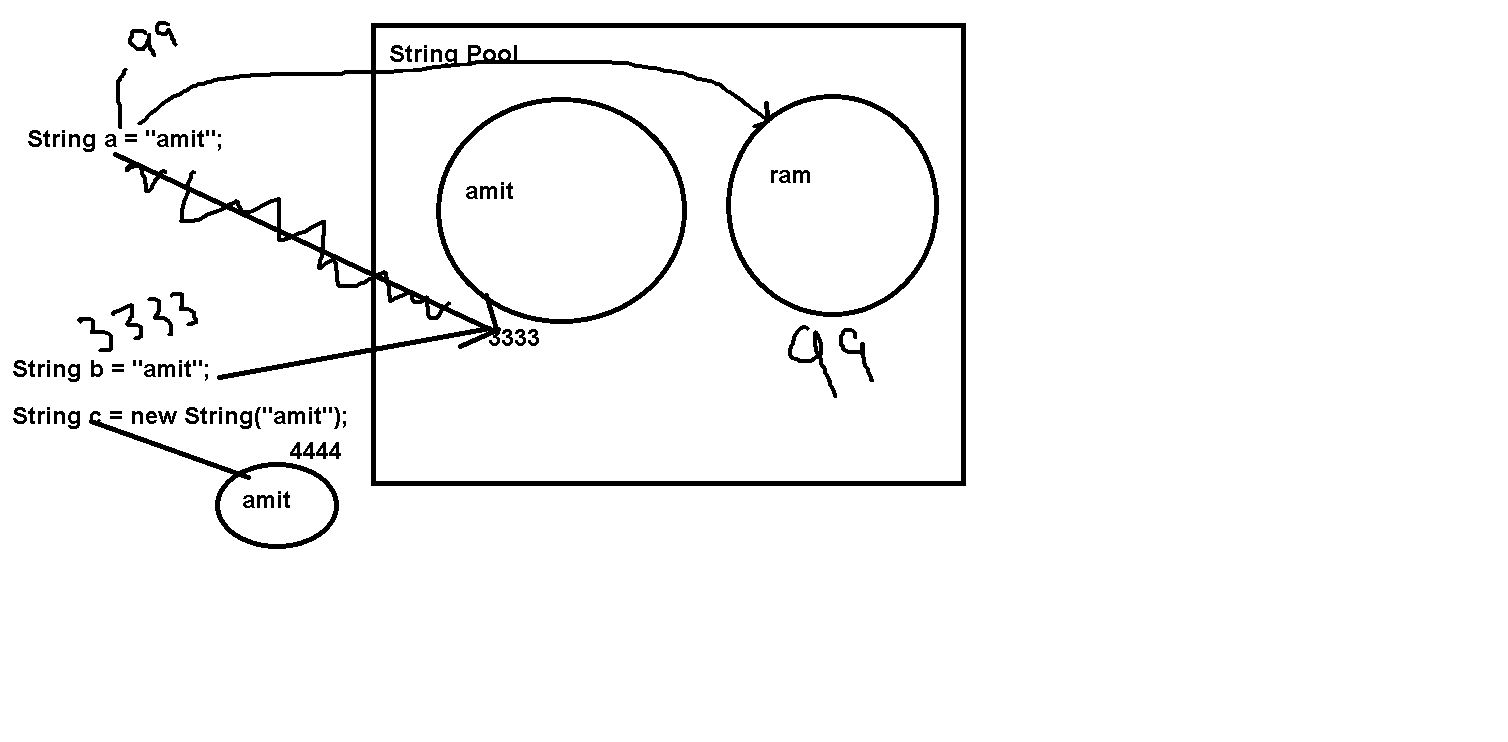 99
String Pool
String a = "amit";
amit
ram
3333
3333
99
String b = "amit";
String c = new String("amit");
4444
amit